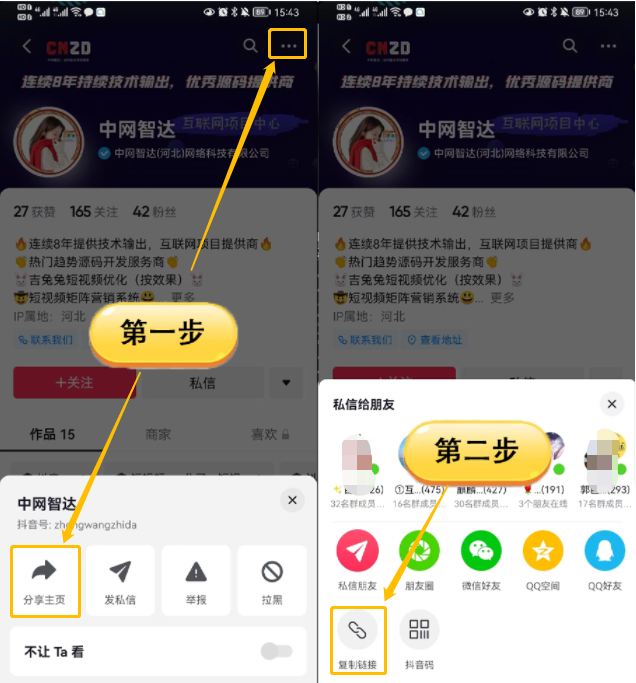 15:43
CNZD
连续8年持续技术输出，优秀源码提供商
中网智达
互联网项目中心
中网智达(河北)网络科技有限公司
27 获赞 165 关注 42 粉丝
🔥连续8年提供技术输出，互联网项目提供商🔥
👏热门趋势源码开发服务商👏
🐰吉兔兔短视频优化（按效果）🐰
🤠短视频矩阵营销系统😃... 更多
IP属地：河北
联系我们
第一步
十关注
私信
作品 15
商家
喜欢
中网智达
抖音号: zhongwangzhida
分享主页
发私信
举报
拉黑
不让 Ta 看
15:43
CNZD
连续8年持续技术输出，优秀源码提供商
中网智达
互联网项目中心
中网智达(河北)网络科技有限公司
27 获赞 165 关注 42 粉丝
🔥连续8年提供技术输出，互联网项目提供商🔥
👏热门趋势源码开发服务商👏
🐰吉兔兔短视频优化（按效果）🐰
🤠短视频矩阵营销系统😃... 更多
IP属地：河北
联系我们
查看地址
私信给朋友
第二步
①互...(475)
麒麟...(427)
...(191)
(293)
32名群成员...
16名群成员...
30名群成员...
3个朋友在线
17名群成员...
私信朋友
朋友圈
微信好友
QQ空间
QQ好友
复制链接
抖音码